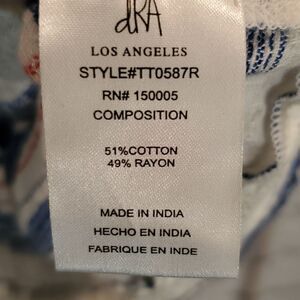 dRA
LOS ANGELES
STYLE#TT0587R
RN# 150005
COMPOSITION
51%COTTON
49% RAYON
MADE IN INDIA
HECHO EN INDIA
FABRIQUE EN INDE